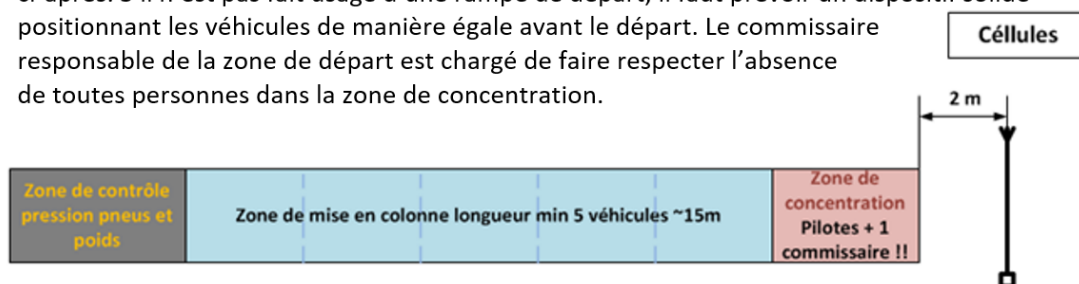 positionnant les véhicules de manière égale avant le départ. Le commissaire
responsable de la zone de départ est chargé de faire respecter l’absence
de toutes personnes dans la zone de concentration.
Céllules
2 m
Zone de contrôle
pression pneus et
poids
Zone de mise en colonne longueur min 5 véhicules ~15m
Zone de
concentration
Pilotes + 1
commissaire !!